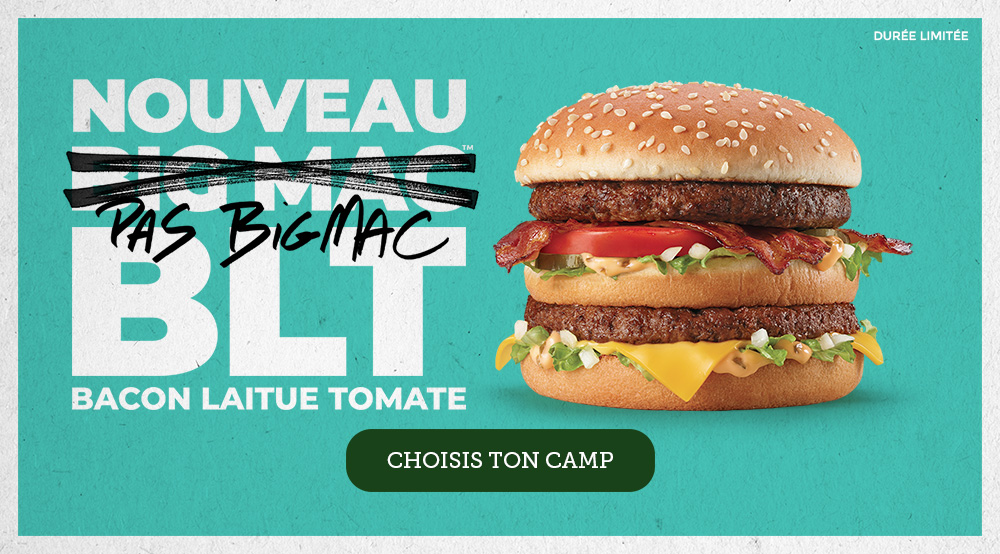 DURÉE LIMITÉE
NOUVEAU
BIG MAC™
PAS BIGMAC
BLT
BACON LAITUE TOMATE
CHOISIS TON CAMP